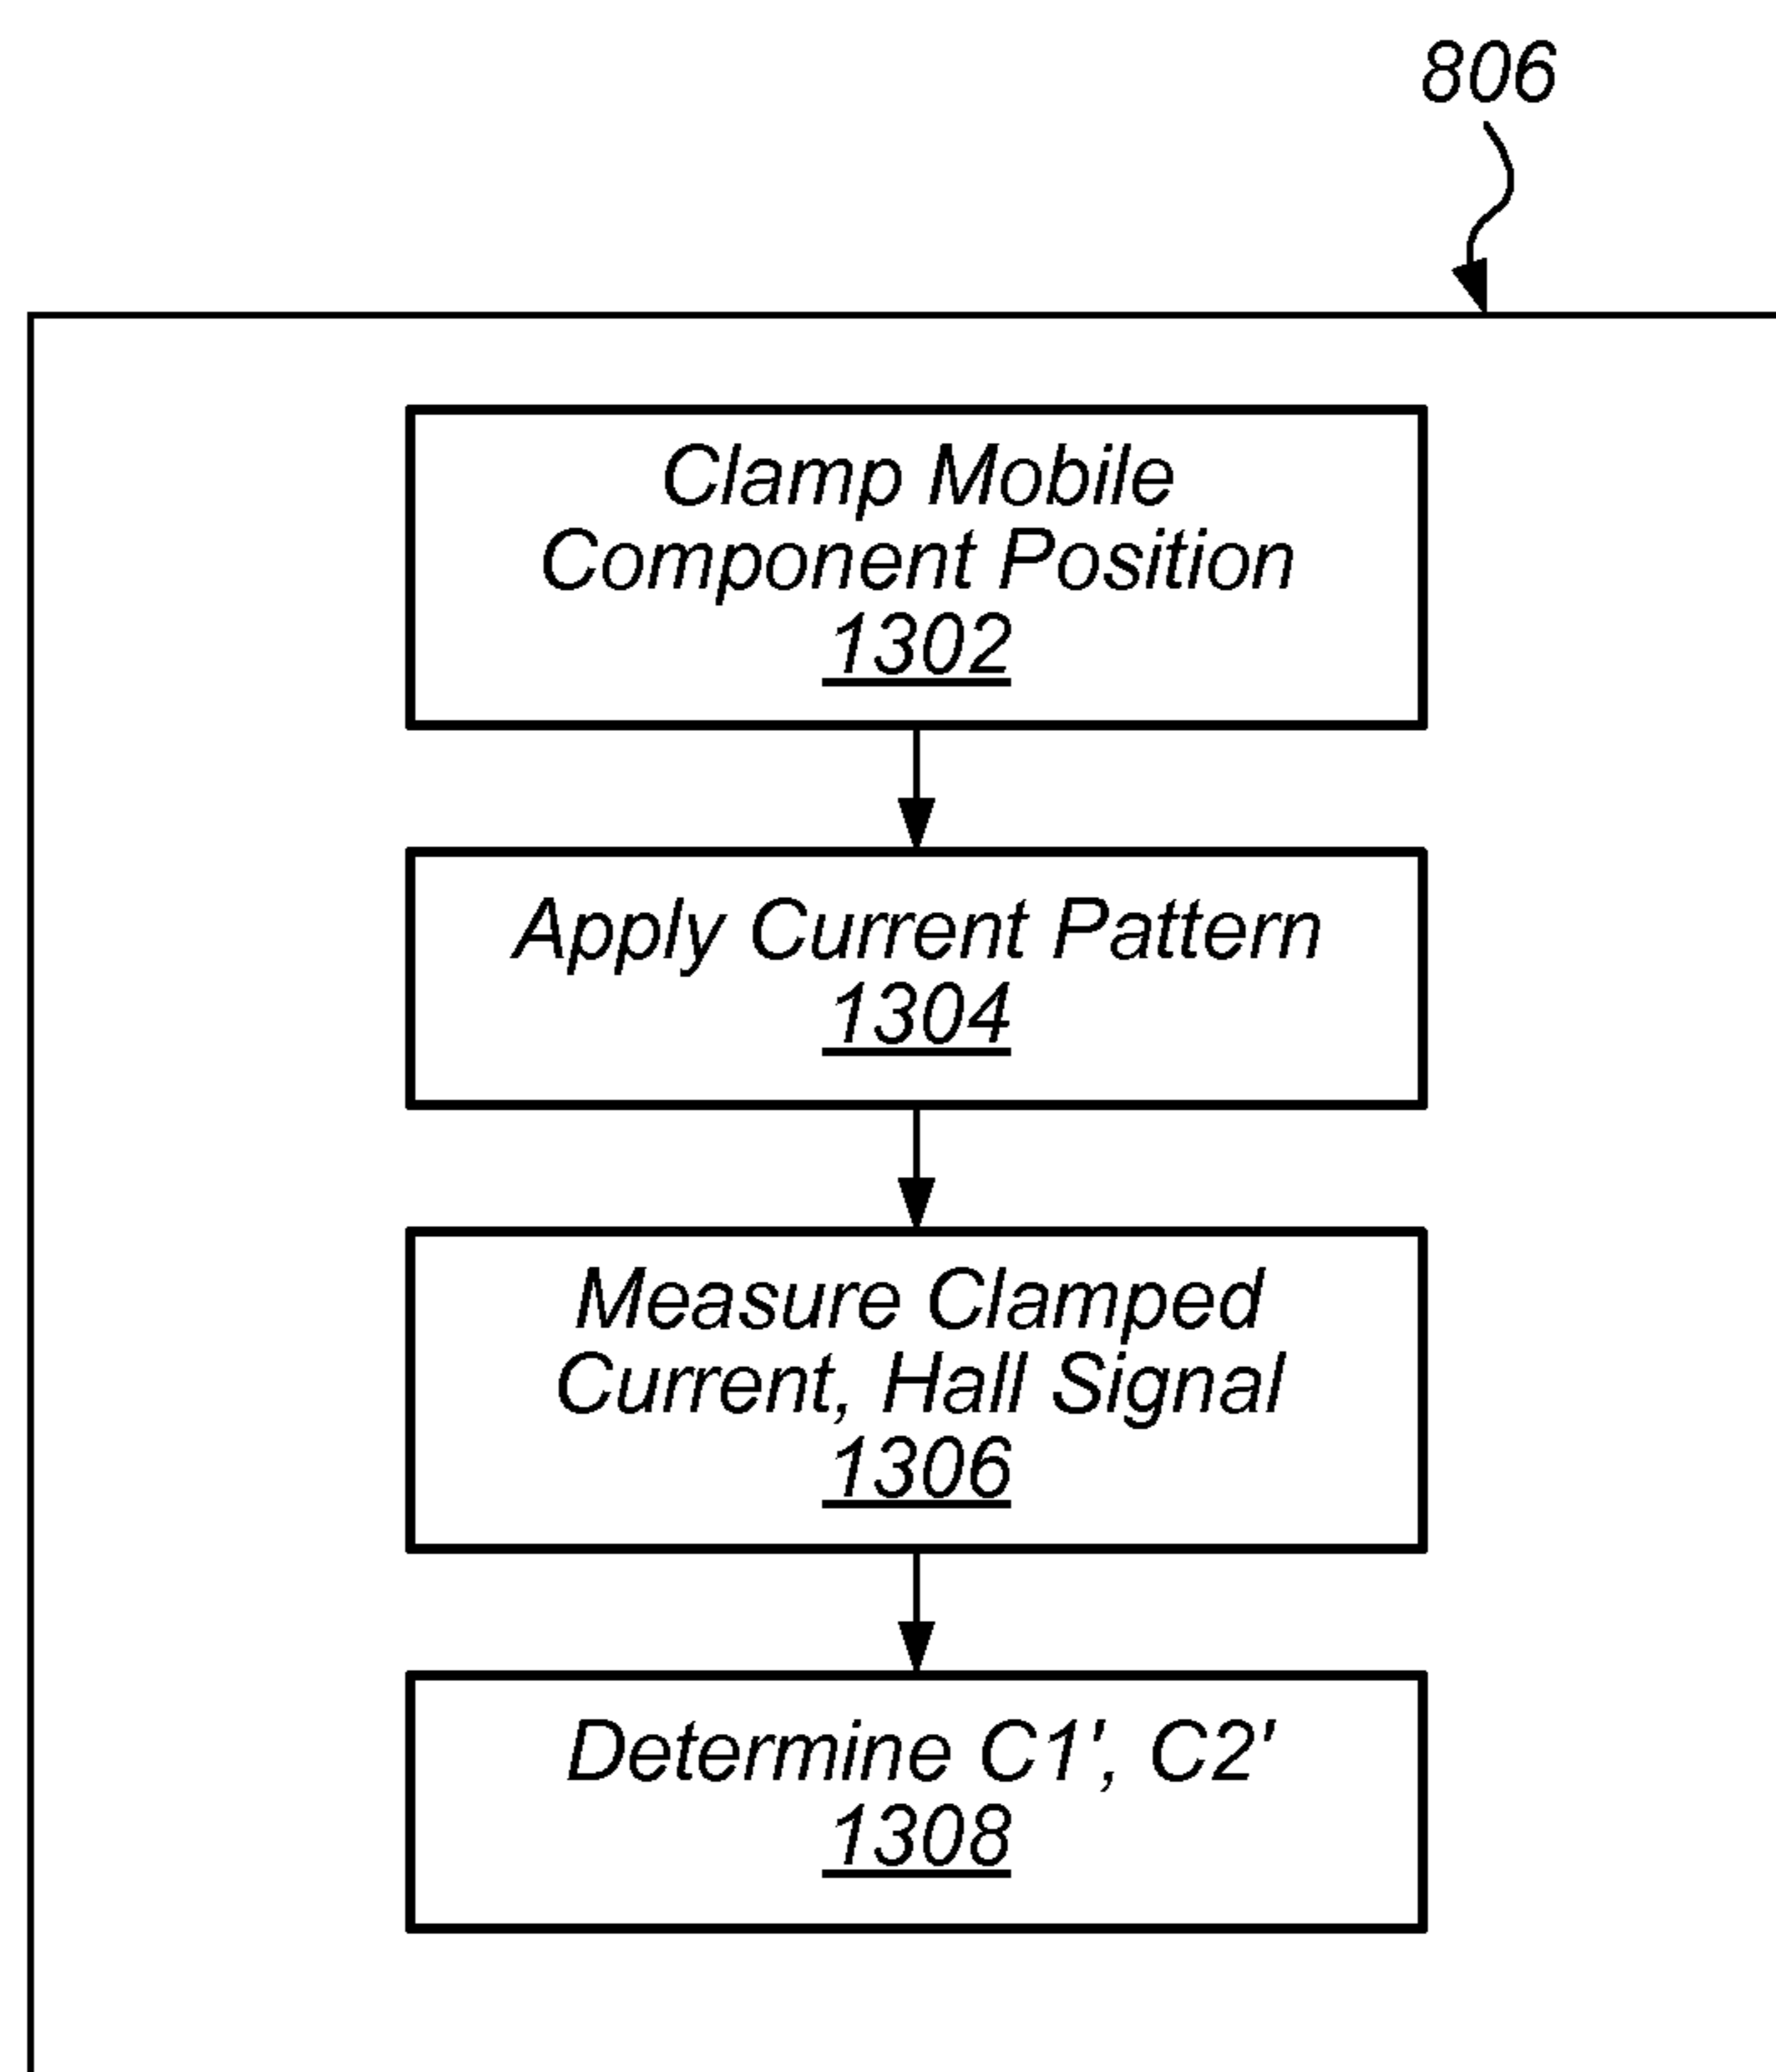 806
Clamp Mobile
Component Position
1302
Apply Current Pattern
1304
Measure Clamped
Current, Hall Signal
1306
Determine C1', C2'
1308